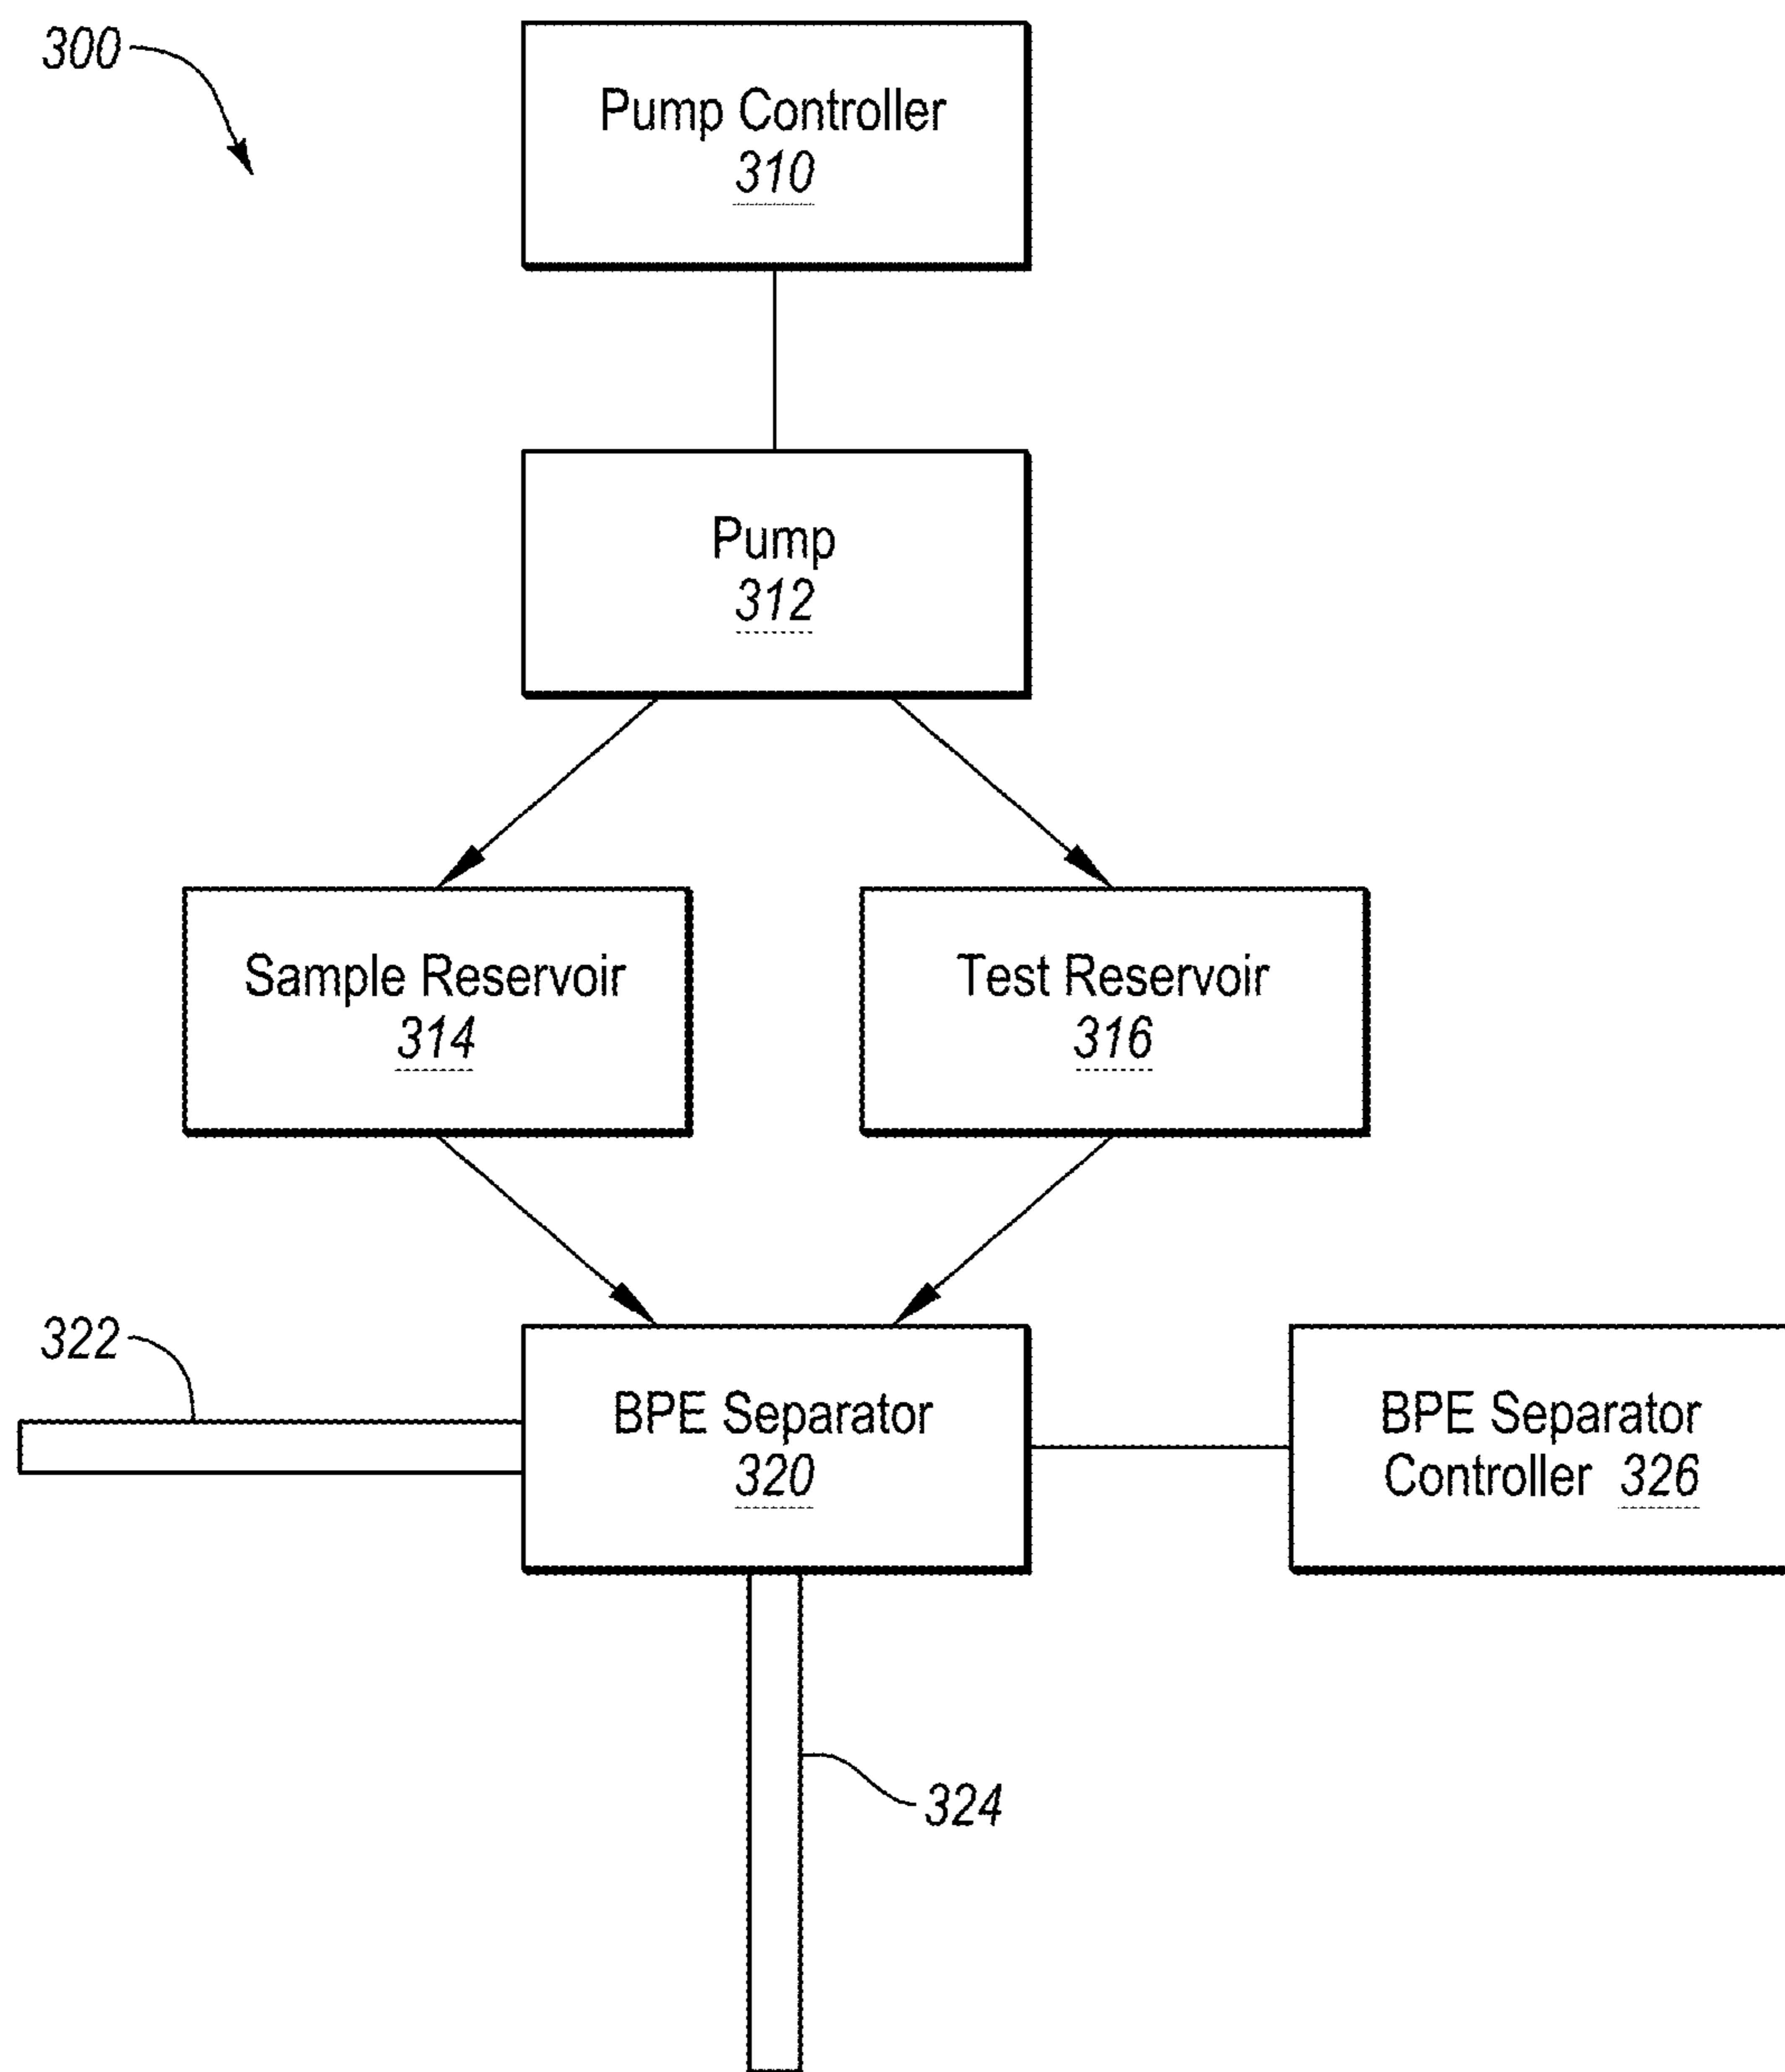 300
Pump Controller
310
Pump
312
Sample Reservoir
314
Test Reservoir
316
322
BPE Separator
320
BPE Separator
Controller 326
324